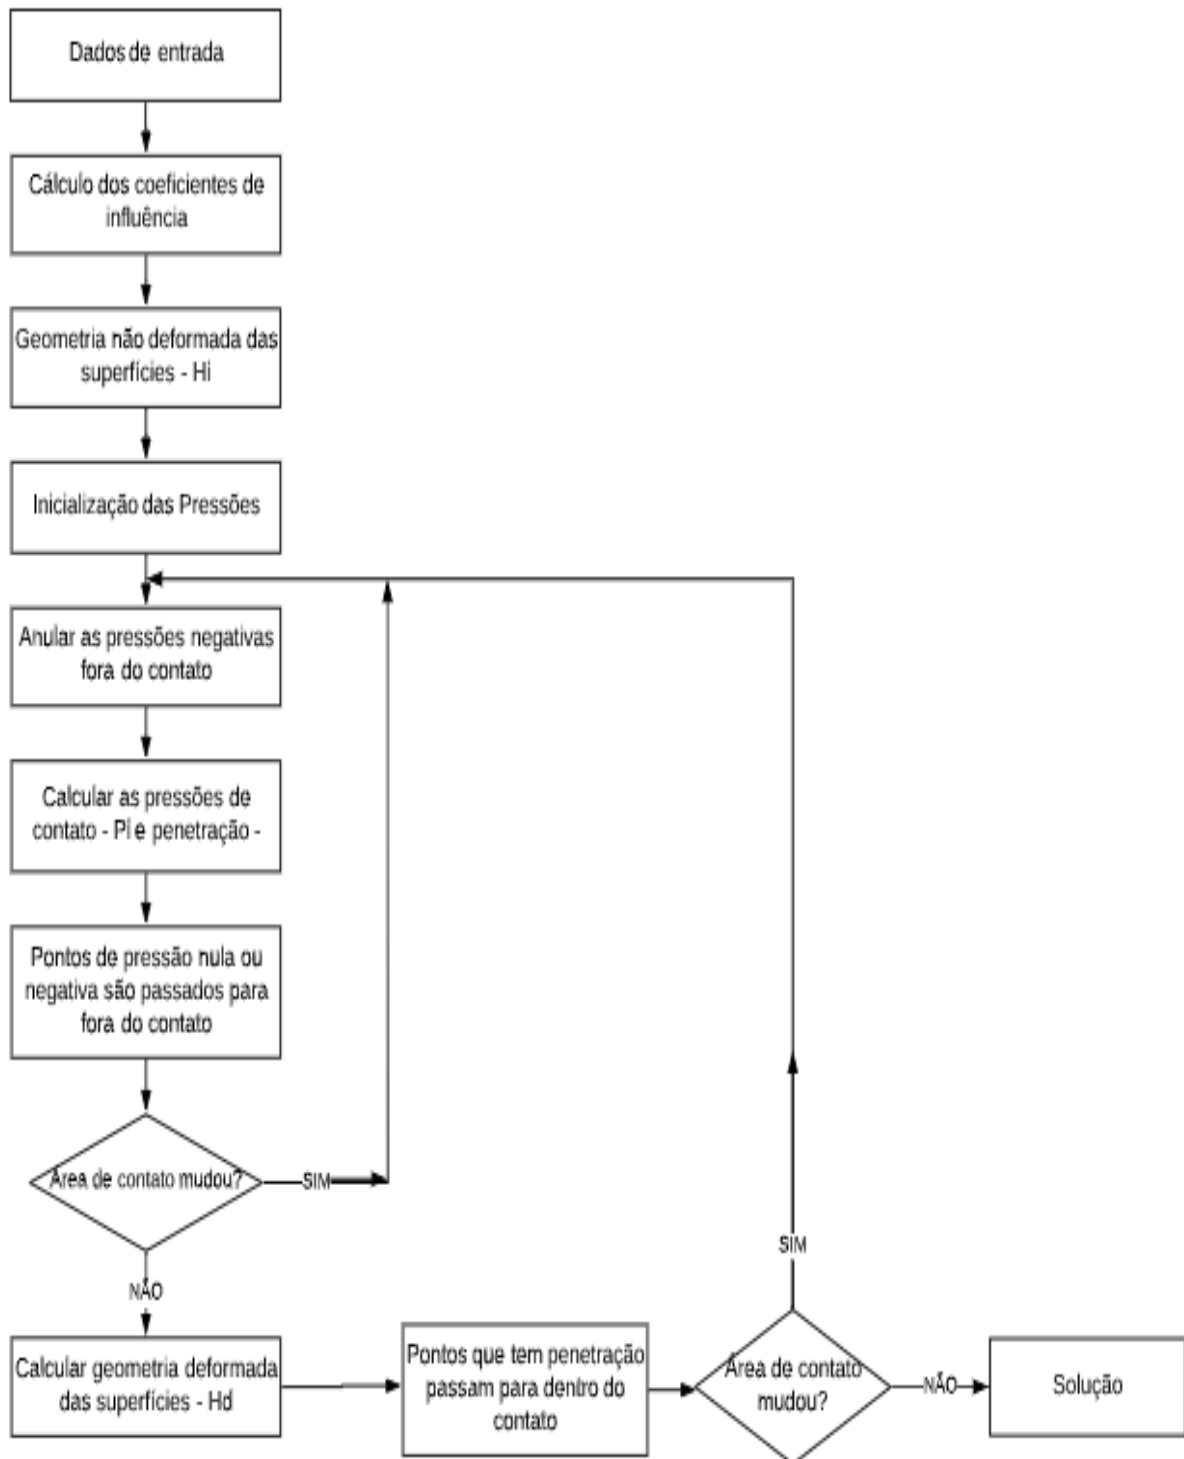 Dados de entrada
Cálculo dos coeficientes de
influência
Geometria não deformada das
superfícies - Hi
Inicialização das Pressões
Anular as pressões negativas
fora do contato
Calcular as pressões de
contato - Pi e penetração -
Pontos de pressão nula ou
negativa são passados para
fora do contato
Área de contato mudou?
SIM
NÃO
Calcular geometria deformada
das superfícies - Hd
Pontos que tem penetração
passam para dentro do
contato
Área de contato
mudou?
SIM
NÃO
Solução